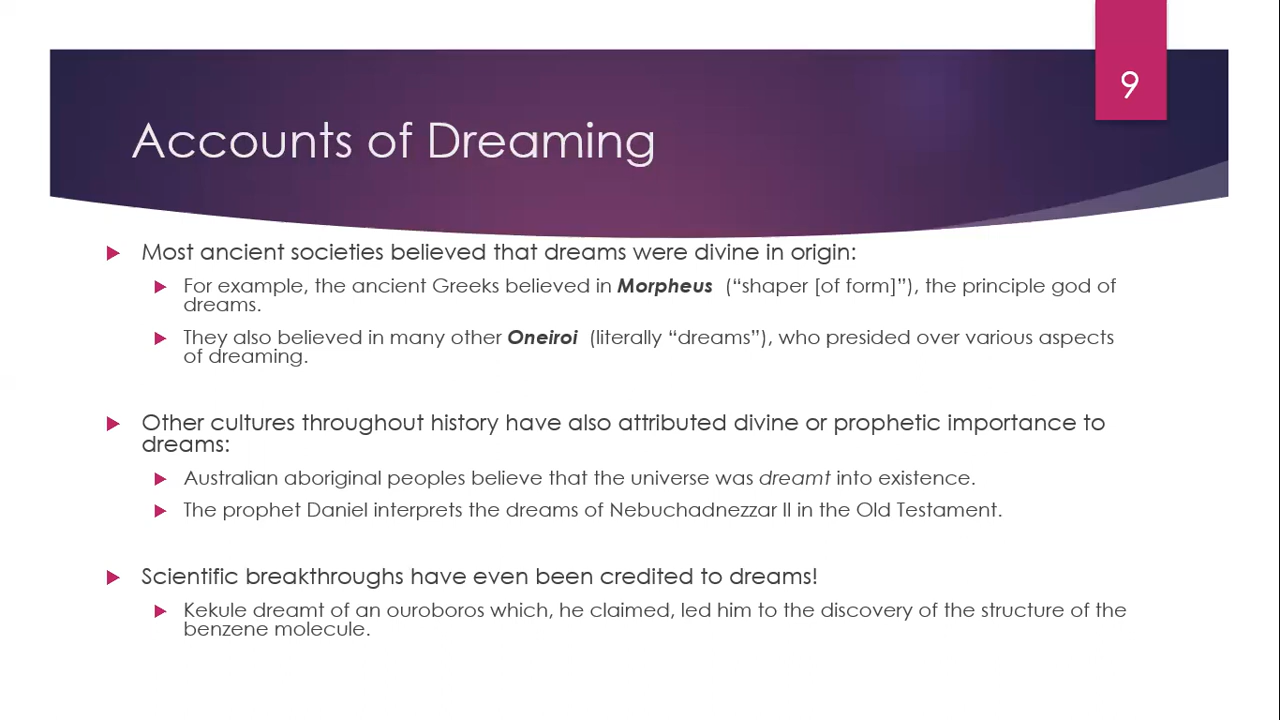 9
Accounts of Dreaming
Most ancient societies believed that dreams were divine in origin:
For example, the ancient Greeks believed in Morpheus (“shaper [of form]”), the principle god of
dreams.
They also believed in many other Oneiroi (literally “dreams”), who presided over various aspects
of dreaming.
Other cultures throughout history have also attributed divine or prophetic importance to
dreams:
Australian aboriginal peoples believe that the universe was dreamt into existence.
The prophet Daniel interprets the dreams of Nebuchadnezzar II in the Old Testament.
Scientific breakthroughs have even been credited to dreams!
Kekule dreamt of an ouroboros which, he claimed, led him to the discovery of the structure of the
benzene molecule.